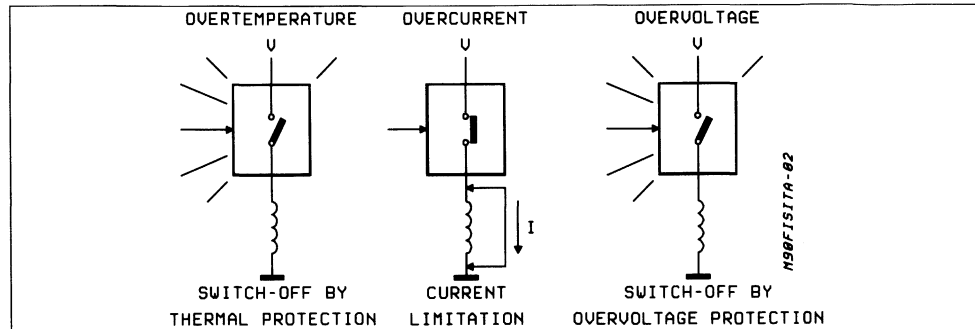 OVERTEMPERATURE OVERCURRENT OVERVOLTAGE
V V V
I
M90FISITA-02
SWITCH-OFF BY CURRENT SWITCH-OFF BY
THERMAL PROTECTION LIMITATION OVERVOLTAGE PROTECTION